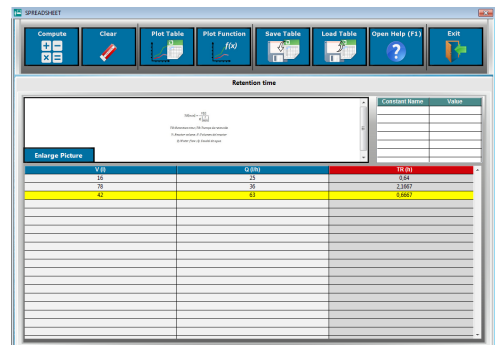 SPREADSHEET
Compute
Clear
Plot Table
Plot Function
Save Table
Load Table
Open Help (F1)
Exit
f(x)
Retention time
Constant Name Value
Enlarge Picture
V (l) Q (l/h) TR (h)
16 25 0,64
78 36 2,1667
42 63 0,6667